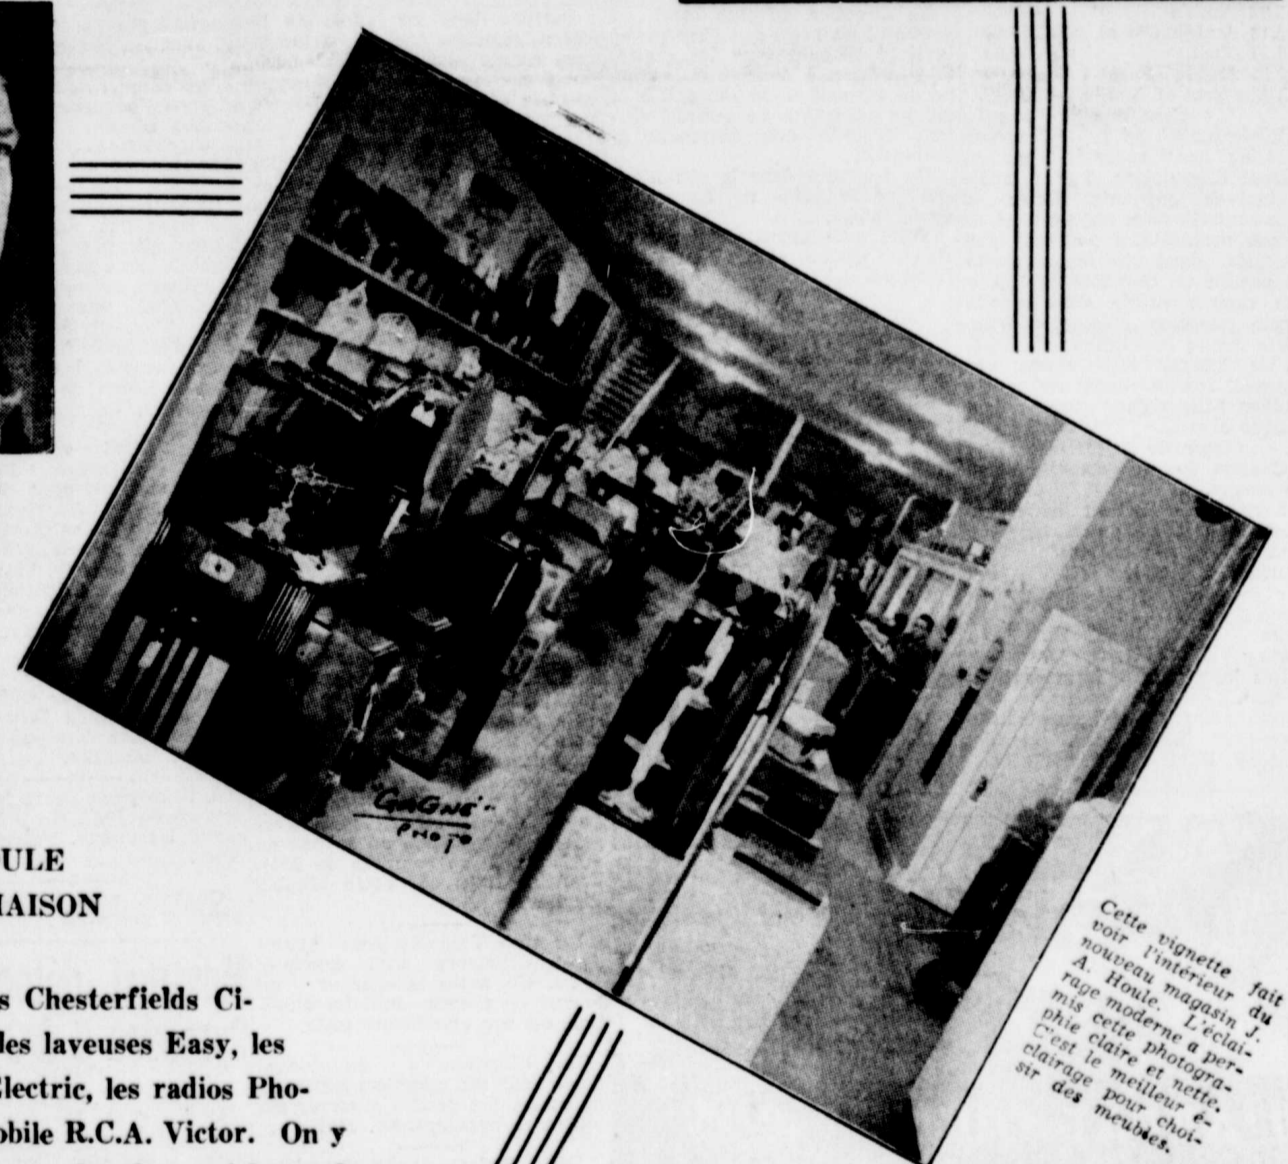 "GAGNÉ"
PHOTO
ULE
AISON
s Chesterfields Ci-
les laveuses Easy, les
Electric, les radios Pho-
obile R.C.A. Victor. On y
Cette vignette fait
voir l'intérieur du
nouveau magasin J.
A. Houle. L'éclai-
rage moderne a per-
mis cette photogra-
phie claire et nette.
C'est le meilleur é-
clairage pour choi-
sir des meubles.